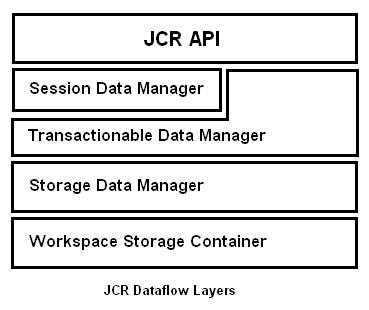 JCR API
Session Data Manager
Transactionable Data Manager
Storage Data Manager
Workspace Storage Container
JCR Dataflow Layers